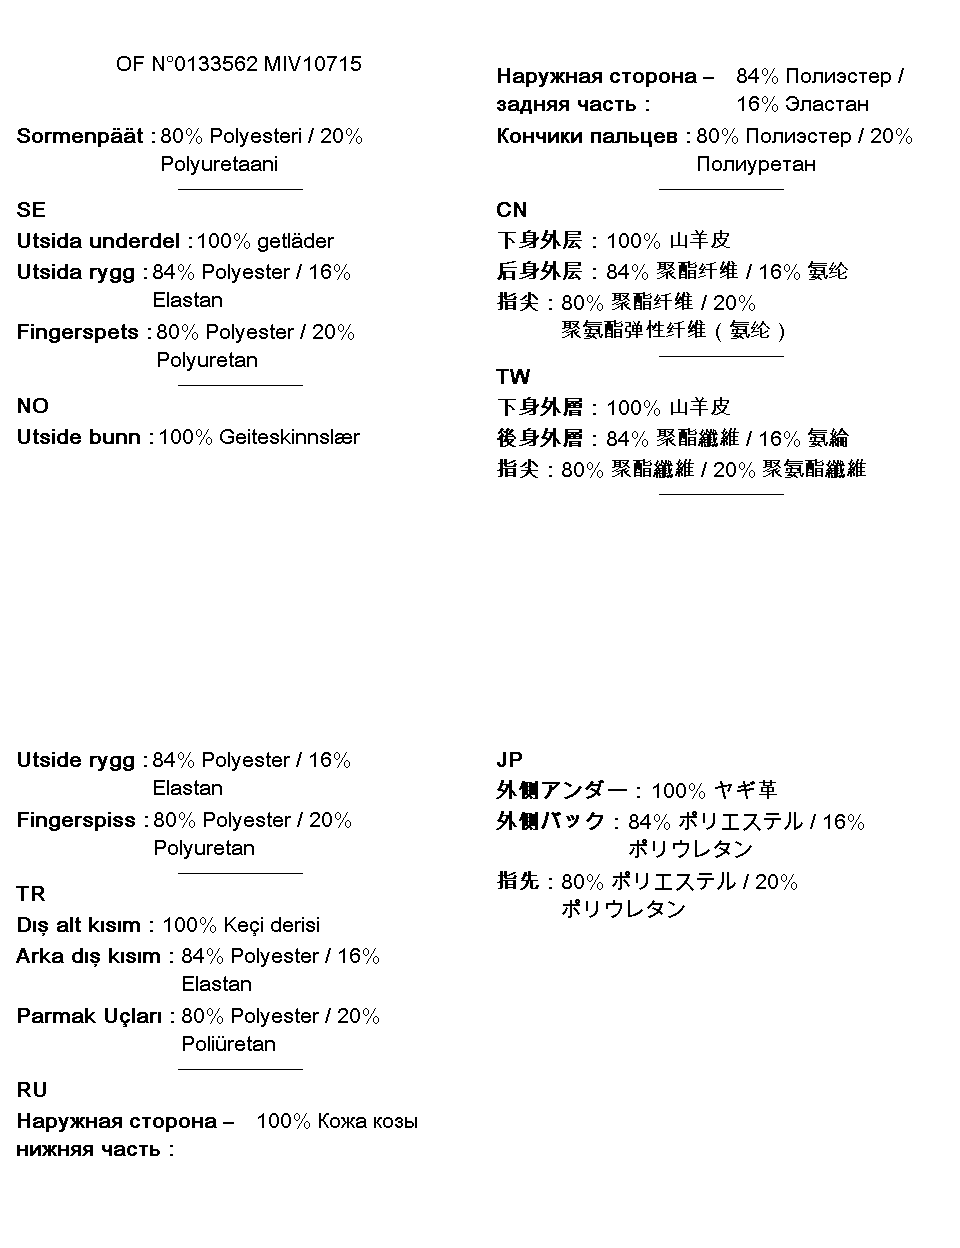 OF N°0133562 MIV10715
Sormenpäät : 80% Polyesteri / 20%
Polyuretaani
SE
Utsida underdel : 100% getläder
Utsida rygg : 84% Polyester / 16%
Elastan
Fingerspets : 80% Polyester / 20%
Polyuretan
NO
Utside bunn : 100% Geiteskinnslær
Наружная сторона – 84% Полиэстер /
задняя часть : 16% Эластан
Кончики пальцев : 80% Полиэстер / 20%
Полиуретан
CN
下身外层 : 100% 山羊皮
后身外层 : 84% 聚酯纤维 / 16% 氨纶
指尖 : 80% 聚酯纤维 / 20%
聚氨酯弹性纤维 ( 氨纶 )
TW
下身外層 : 100% 山羊皮
後身外層 : 84% 聚酯纖維 / 16% 氨綸
指尖 : 80% 聚酯纖維 / 20% 聚氨酯纖維
Utside rygg : 84% Polyester / 16%
Elastan
Fingerspiss : 80% Polyester / 20%
Polyuretan
TR
Dış alt kısım : 100% Keçi derisi
Arka dış kısım : 84% Polyester / 16%
Elastan
Parmak Uçları : 80% Polyester / 20%
Poliüretan
RU
Наружная сторона – 100% Кожа козы
нижняя часть :
JP
外側アンダー : 100% ヤギ革
外側バック : 84% ポリエステル / 16%
ポリウレタン
指先 : 80% ポリエステル / 20%
ポリウレタン